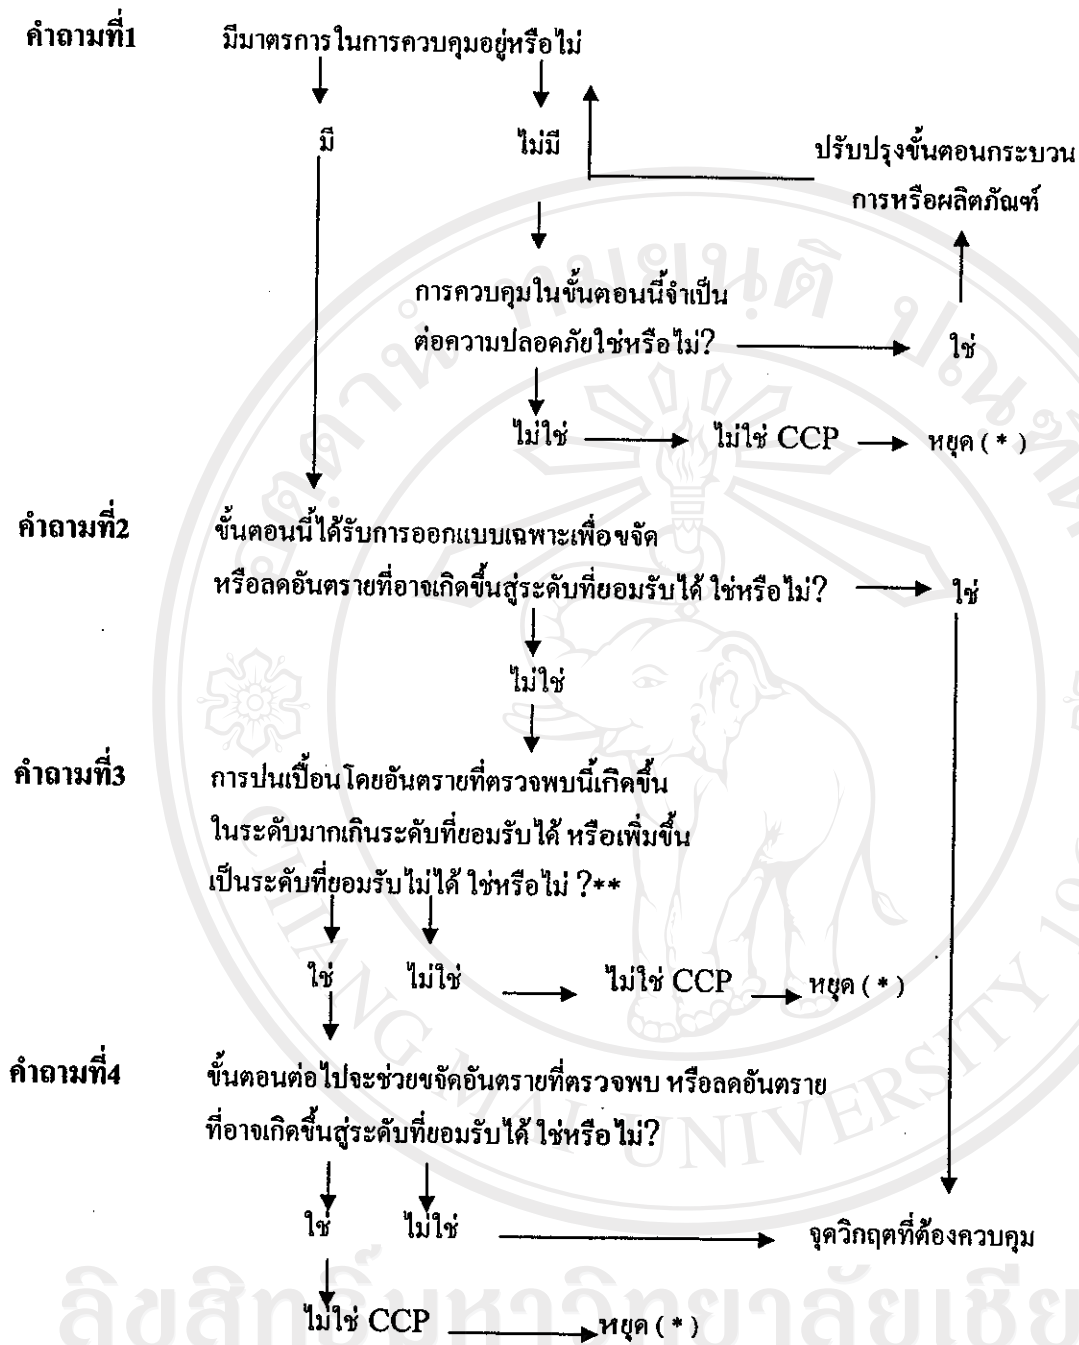 คำถามที่1 มีมาตรการในการควบคุมอยู่หรือไม่
มี ไม่มี
ปรับปรุงขั้นตอนกระบวน
การหรือผลิตภัณฑ์
การควบคุมในขั้นตอนนี้จำเป็น
ต่อความปลอดภัยใช่หรือไม่? ใช่
ไม่ใช่ ไม่ใช่ CCP หยุด (*)
คำถามที่2 ขั้นตอนนี้ได้รับการออกแบบเฉพาะเพื่อขจัด
หรือลดอันตรายที่อาจเกิดขึ้นสู่ระดับที่ยอมรับได้ ใช่หรือไม่? ใช่
ไม่ใช่
คำถามที่3 การปนเปื้อนโดยอันตรายที่ตรวจพบนี้เกิดขึ้น
ในระดับมากเกินระดับที่ยอมรับได้ หรือเพิ่มขึ้น
เป็นระดับที่ยอมรับไม่ได้ ใช่หรือไม่ ?**
ใช่ ไม่ใช่ ไม่ใช่ CCP หยุด (*)
คำถามที่4 ขั้นตอนต่อไปจะช่วยขจัดอันตรายที่ตรวจพบ หรือลดอันตราย
ที่อาจเกิดขึ้นสู่ระดับที่ยอมรับได้ ใช่หรือไม่?
ใช่ ไม่ใช่ จุดวิกฤตที่ต้องควบคุม
ไม่ใช่ CCP หยุด (*)
CHIANG MAI UNIVERSITY
ลิขสิทธิ์มหาวิทยาลัยเชีย